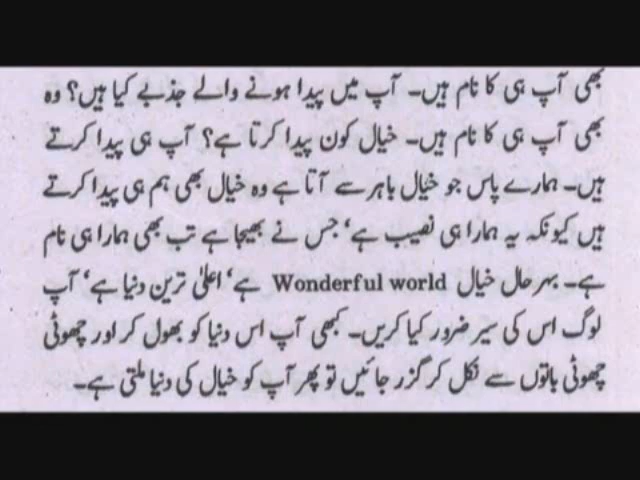 بھی آپ ہی کا نام ہیں۔ آپ میں پیدا ہونے والے جذبے کیا ہیں؟ وہ
بھی آپ ہی کا نام ہیں۔ خیال کون پیدا کرتا ہے؟ آپ ہی پیدا کرتے
ہیں۔ ہمارے پاس جو خیال باہر سے آتا ہے وہ خیال بھی ہم ہی پیدا کرتے
ہیں کیونکہ یہ ہمارا ہی نصیب ہے، جس نے بھیجا ہے تب بھی ہمارا ہی نام
ہے۔ بہرحال خیال Wonderful world ہے، اعلیٰ ترین دنیا ہے، آپ
لوگ اس کی سیر ضرور کیا کریں۔ کبھی آپ اس دنیا کو بھول کر اور چھوٹی
چھوٹی باتوں سے نکل کر گزر جائیں تو پھر آپ کو خیال کی دنیا ملتی ہے۔